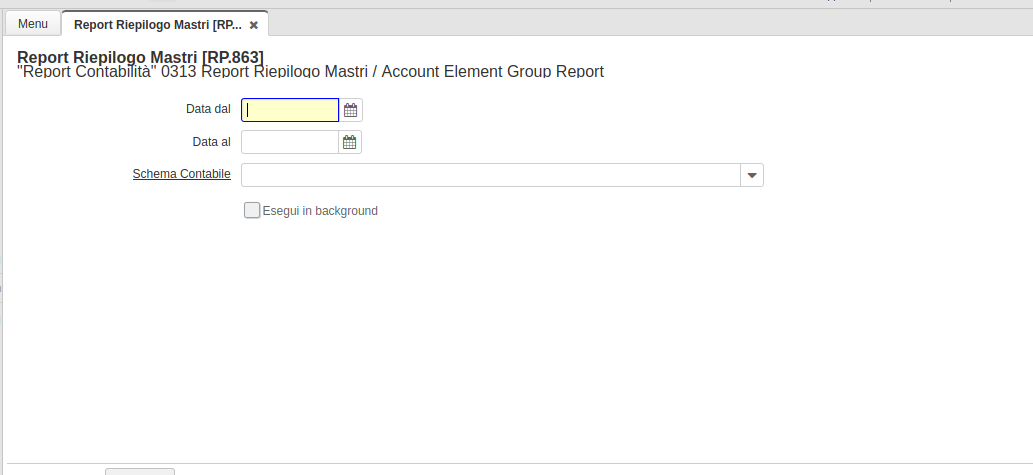 Menu
Report Riepilogo Mastri [RP...
Report Riepilogo Mastri [RP.863]
"Report Contabilità" 0313 Report Riepilogo Mastri / Account Element Group Report
Data dal
Data al
Schema Contabile
Esegui in background